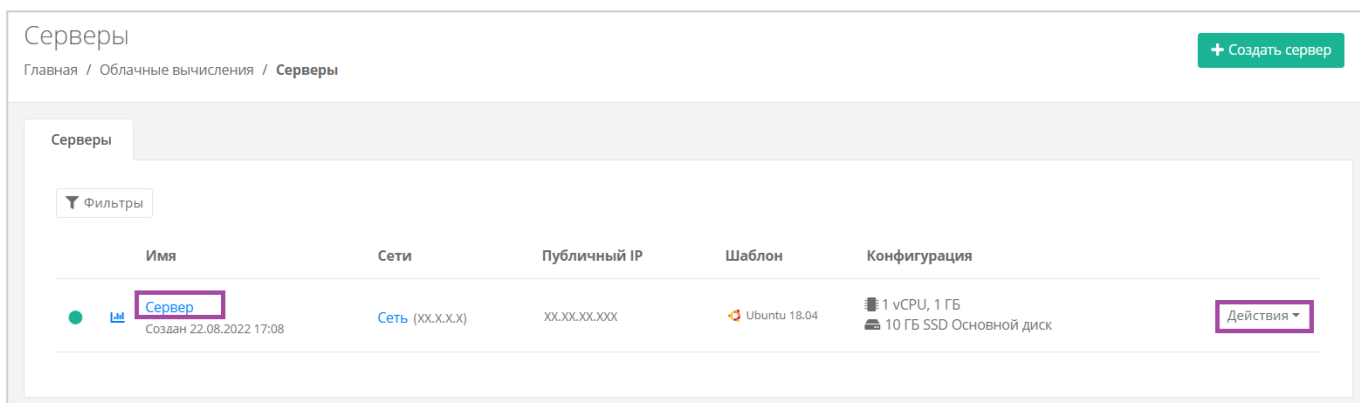 Серверы
+ Создать сервер
Главная / Облачные вычисления / Серверы
Серверы
Фильтры
Имя Сети Публичный IP Шаблон Конфигурация
Сервер
Создан 22.08.2022 17:08
Сеть (XX.X.X.X)
XX.XX.XX.XXX
Ubuntu 18.04
1 vCPU, 1 ГБ
10 ГБ SSD Основной диск
Действия